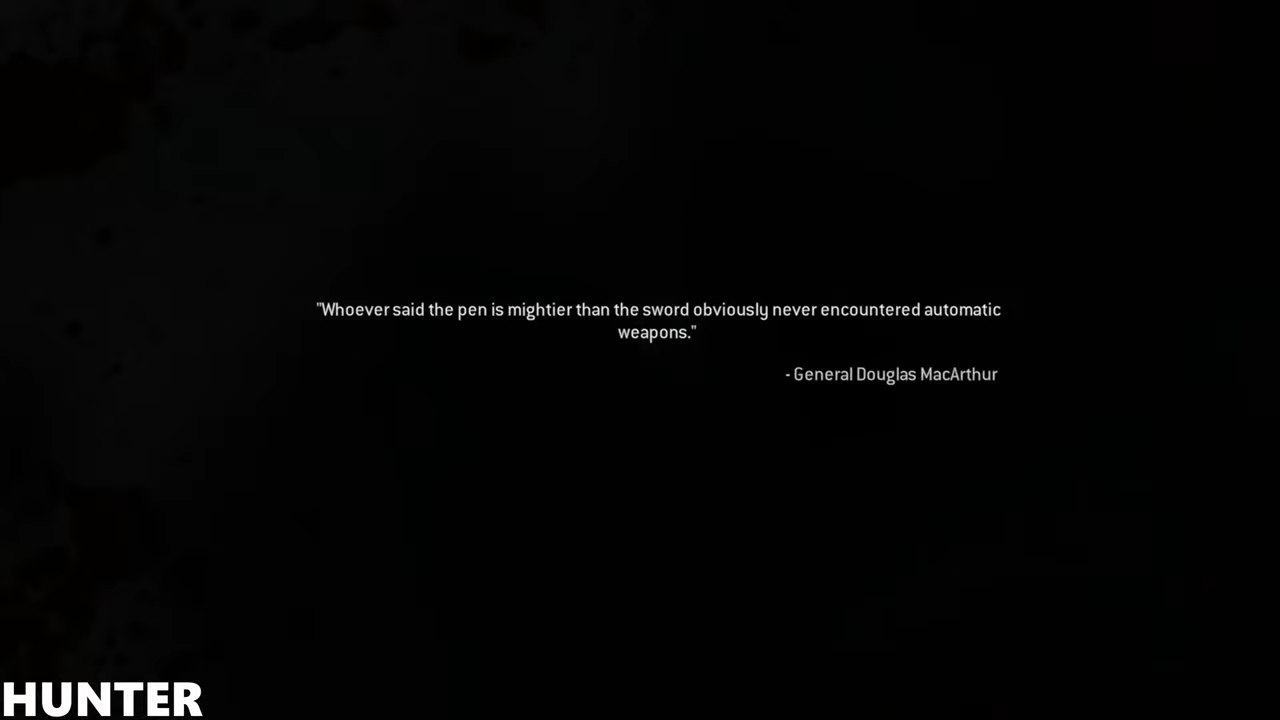 "Whoever said the pen is mightier than the sword obviously never encountered automatic
weapons."
- General Douglas MacArthur
HUNTER